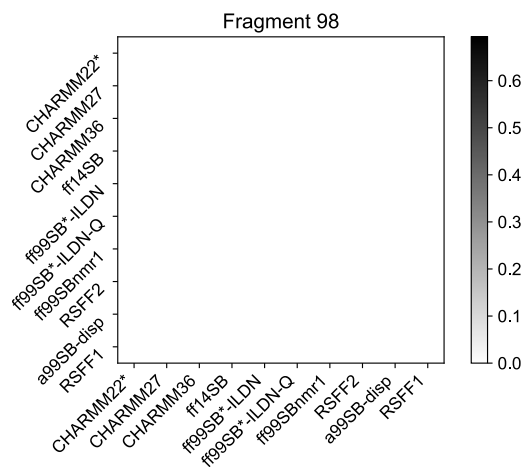 Fragment 98
CHARMM22*
CHARMM27
CHARMM36
ff14SB
ff99SB*-ILDN
ff99SB*-ILDN-Q
ff99SBnmr1
RSFF2
a99SB-disp
RSFF1
CHARMM22*
CHARMM27
CHARMM36
ff14SB
ff99SB*-ILDN
ff99SB*-ILDN-Q
ff99SBnmr1
RSFF2
a99SB-disp
RSFF1
0.6
0.5
0.4
0.3
0.2
0.1
0.0